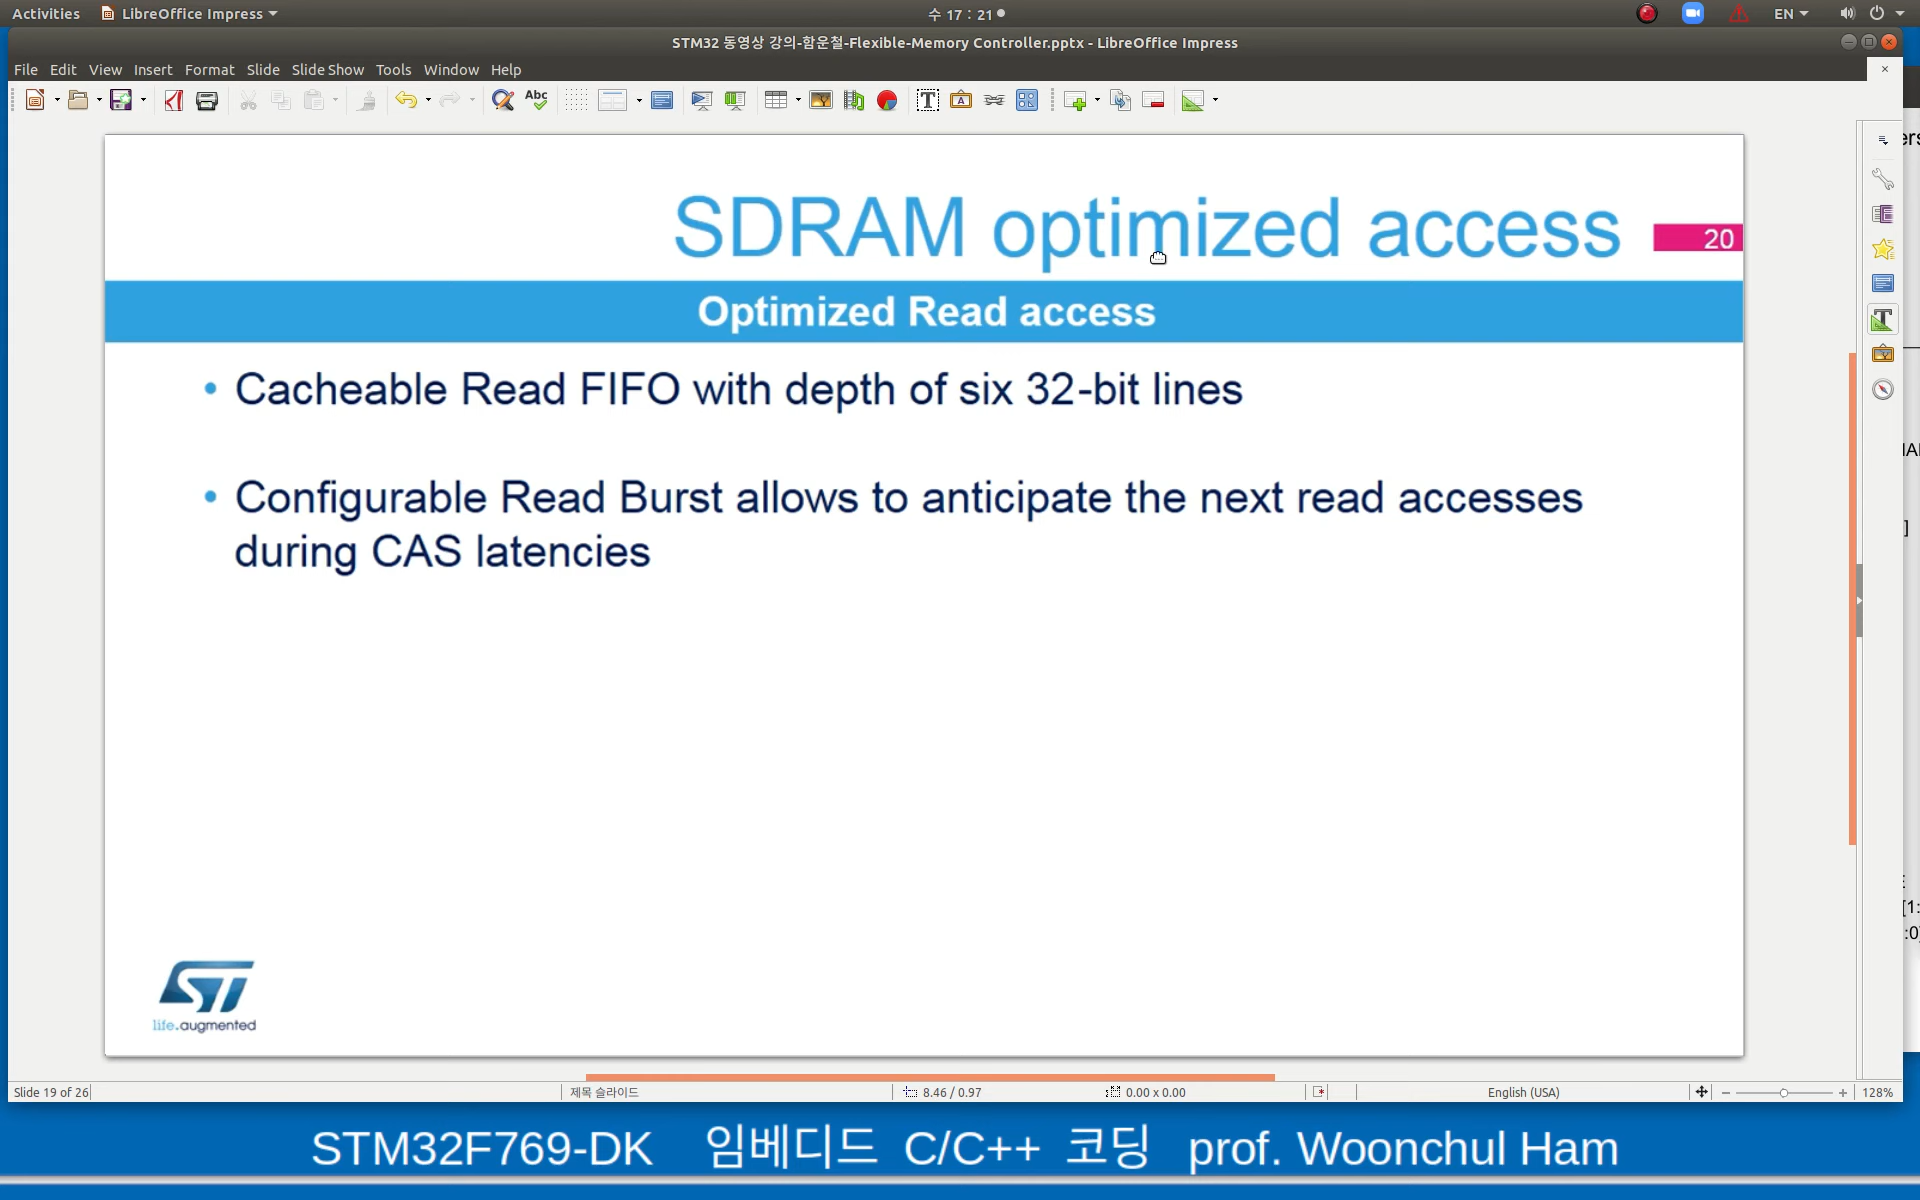 Activities LibreOffice Impress 수 17 : 21 EN
STM32 동영상 강의-함운철-Flexible-Memory Controller.pptx - LibreOffice Impress
File Edit View Insert Format Slide Slide Show Tools Window Help
Abc
SDRAM optimized access 20
Optimized Read access
• Cacheable Read FIFO with depth of six 32-bit lines
• Configurable Read Burst allows to anticipate the next read accesses
during CAS latencies
ST
life.augmented
Slide 19 of 26 제목 슬라이드 8.46 / 0.97 0.00 x 0.00 English (USA) 128%
STM32F769-DK 임베디드 C/C++ 코딩 prof. Woonchul Ham